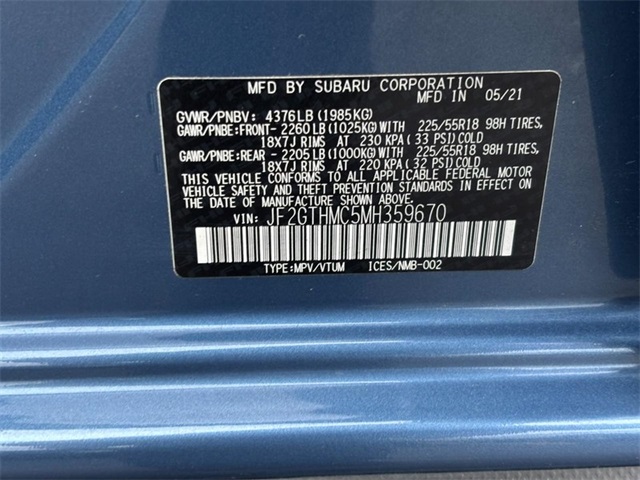 MFD BY SUBARU CORPORATION
MFD IN 05/21
GVWR/PNBV: 4376LB (1985KG)
GAWR/PNBE:FRONT- 2260LB (1025KG) WITH 225/55R18 98H TIRES,
18X7J RIMS AT 230 KPA (33 PSI) COLD
GAWR/PNBE:REAR - 2205LB (1000KG) WITH 225/55R18 98H TIRES,
18X7J RIMS AT 220 KPA (32 PSI) COLD
THIS VEHICLE CONFORMS TO ALL APPLICABLE FEDERAL MOTOR
VEHICLE SAFETY AND THEFT PREVENTION STANDARDS IN EFFECT ON
THE DATE OF MANUFACTURE SHOWN ABOVE.
VIN: JF2GTHMC5MH359670
TYPE:MPV/VTUM ICES/NMB-002